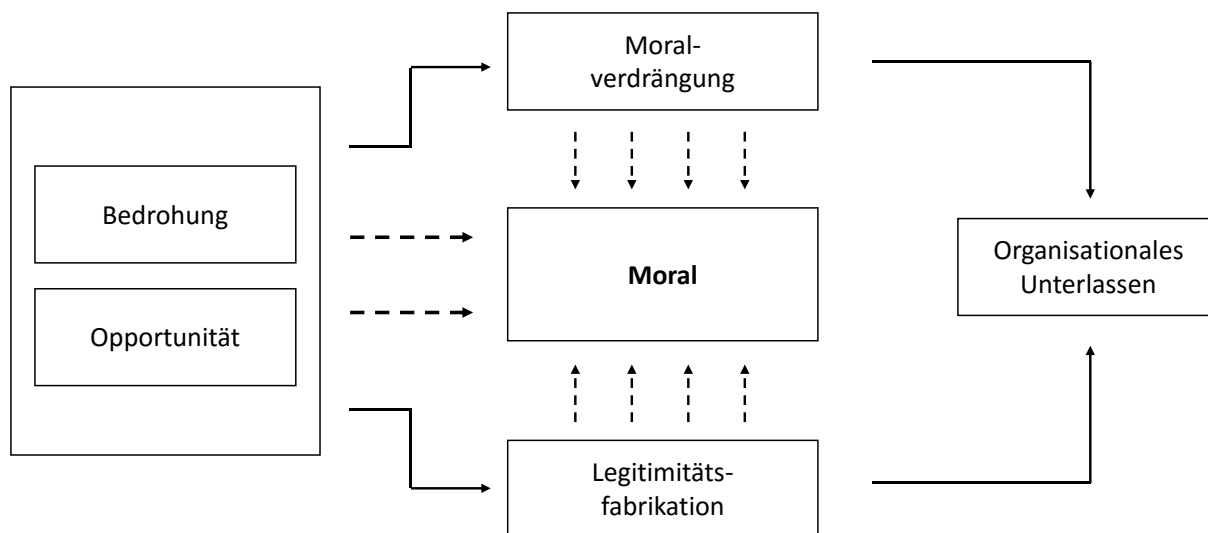 Moral-
verdrängung
Bedrohung
Opportunität
Moral
Organisationales
Unterlassen
Legitimitäts-
fabrikation